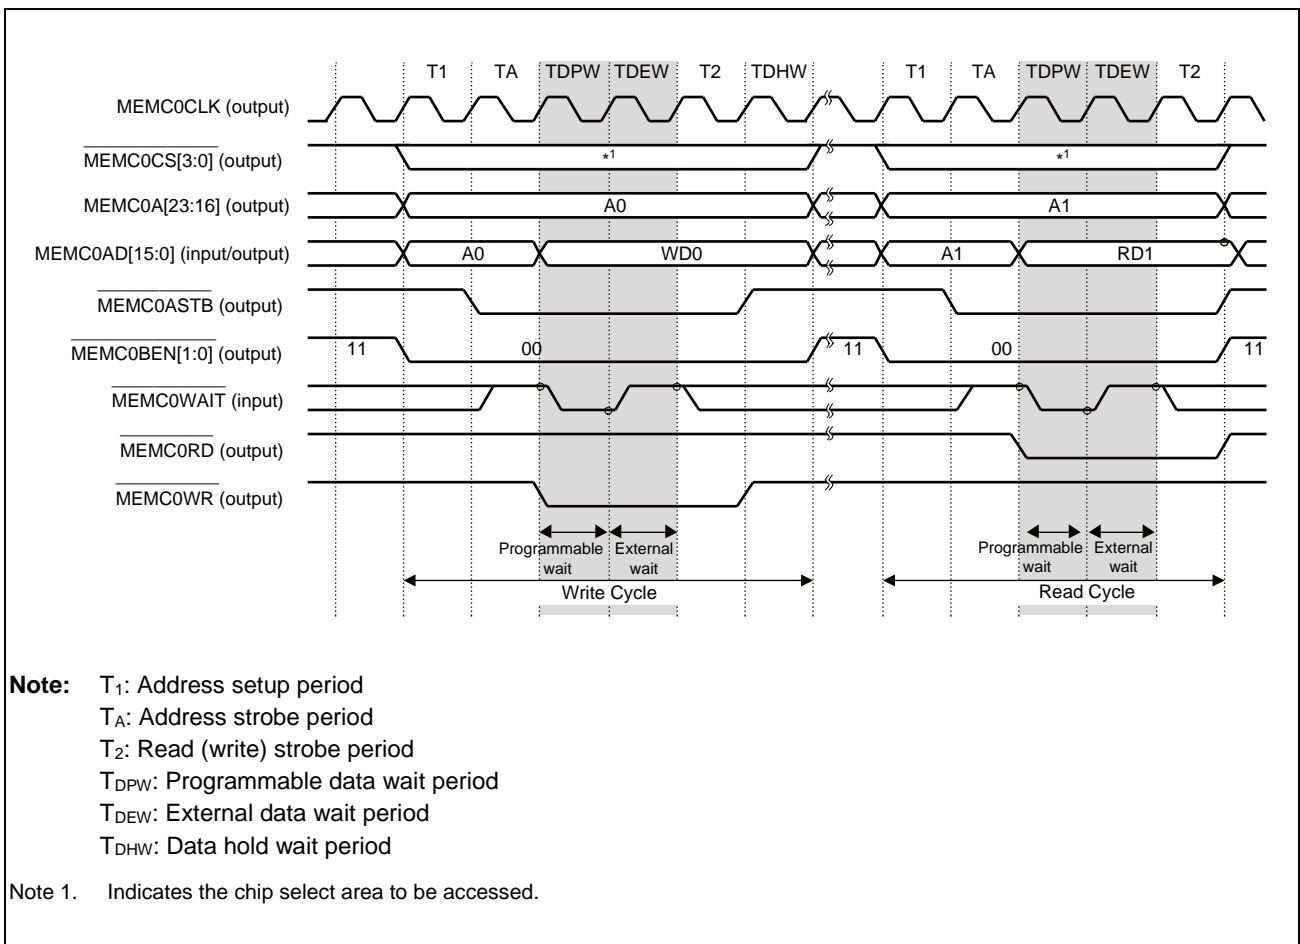 T1 TA TDPW TDEW T2 TDHW T1 TA TDPW TDEW T2
MEMC0CLK (output)
MEMC0CS[3:0] (output) *1 *1
MEMC0A[23:16] (output) A0 A1
MEMC0AD[15:0] (input/output) A0 WD0 A1 RD1
MEMC0ASTB (output)
MEMC0BEN[1:0] (output) 11 00 11 00 11
MEMC0WAIT (input)
MEMC0RD (output)
MEMC0WR (output)
Programmable External Programmable External
wait wait wait wait
Write Cycle Read Cycle
Note: T1: Address setup period
TA: Address strobe period
T2: Read (write) strobe period
TDPW: Programmable data wait period
TDEW: External data wait period
TDHW: Data hold wait period
Note 1. Indicates the chip select area to be accessed.